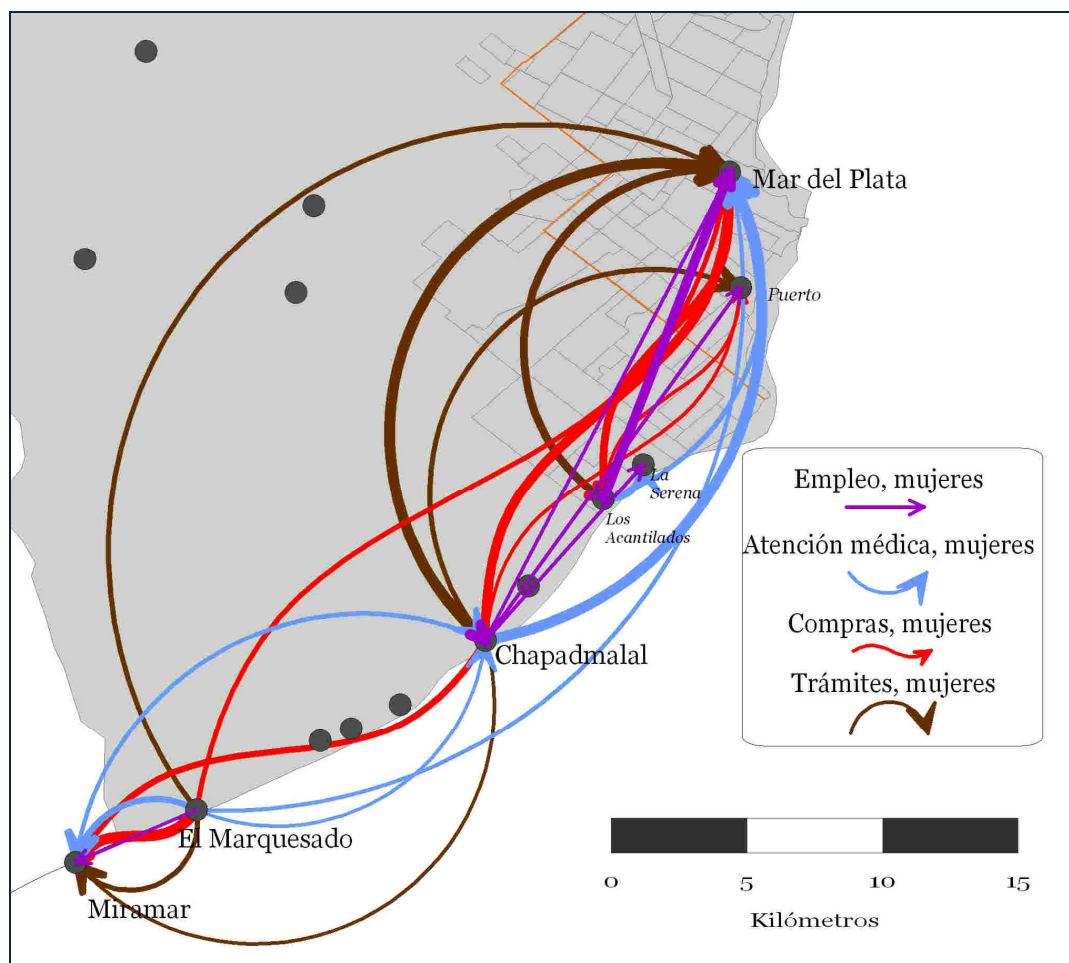 Mar del Plata
Puerto
La
Serena
Los
Acantilados
Chapadmalal
El Marquesado
Miramar
Empleo, mujeres
Atención médica, mujeres
Compras, mujeres
Trámites, mujeres
0 5 10 15
Kilómetros